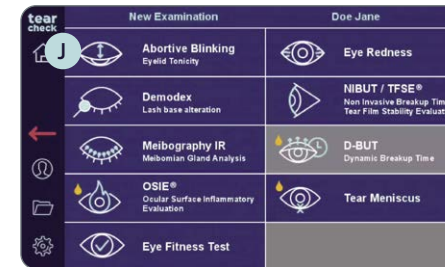 tear
check
New Examination
Doe Jane
J
Abortive Blinking
Eyelid Tonicity
Eye Redness
Demodex
Lash base alteration
NIBUT / TFSE®
Non Invasive Breakup Tim
Tear Film Stability Evaluat
Meibography IR
Meibomian Gland Analysis
D-BUT
Dynamic Breakup Time
OSIE®
Ocular Surface Inflammatory
Evaluation
Tear Meniscus
Eye Fitness Test